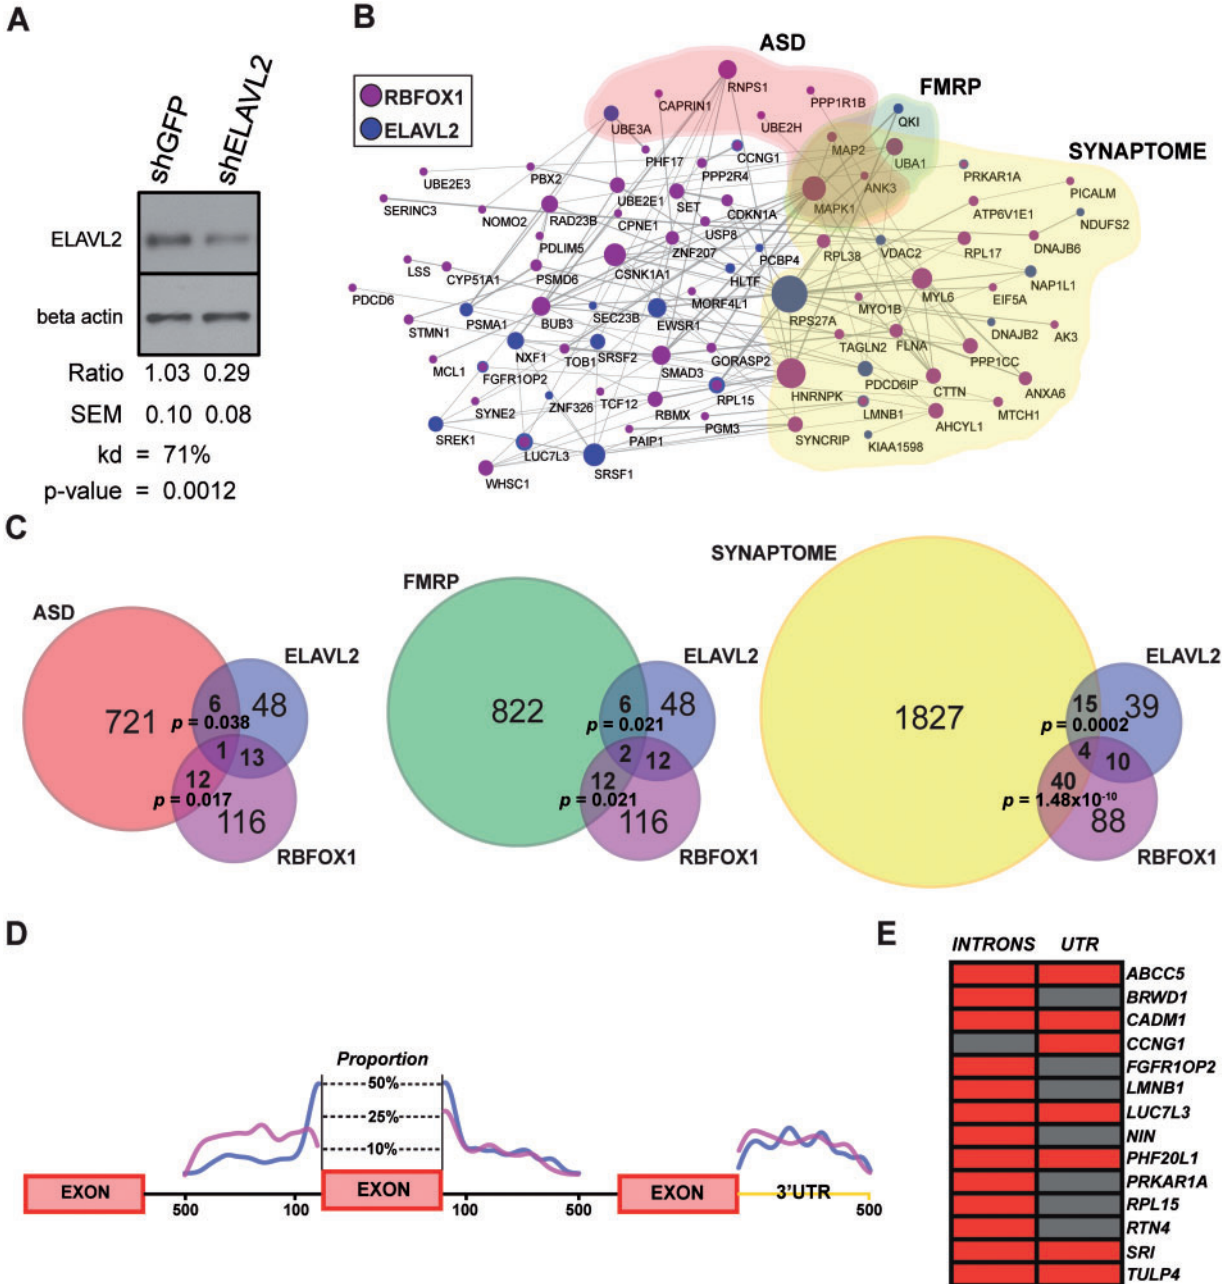 A
shGFP
shELAVL2
ELAVL2
beta actin
Ratio 1.03 0.29
SEM 0.10 0.08
kd = 71%
p-value = 0.0012
B
RBFOX1
ELAVL2
ASD
FMRP
SYNAPTOME
RNPS1
CAPRIN1
PPP1R1B
UBE3A
UBE2H
QKI
MAP2
PHF17
CCNG1
UBA1
PBX2
PPP2R4
ANK3
PRKAR1A
UBE2E3
UBE2E1
SET
MAPK1
PICALM
SERINC3
NOMO2
RAD23B
CPNE1
CDKN1A
ATP6V1E1
NDUFS2
PDLIM5
USP8
ZNF207
PCBP4
RPL38
VDAC2
RPL17
DNAJB6
LSS
CYP51A1
PSMD6
CSNK1A1
HLTF
MYL6
NAP1L1
PDCD6
MORF4L1
RPS27A
MYO1B
EIF5A
STMN1
PSMA1
BUB3
SEC23B
EWSR1
TAGLN2
FLNA
DNAJB2
AK3
NXF1
TOB1
SRSF2
SMAD3
GORASP2
PPP1CC
MCL1
FGFR1OP2
HNRNPK
PDCD6IP
CTTN
ANXA6
SYNE2
ZNF326
TCF12
RBMX
RPL15
LMNB1
MTCH1
SREK1
LUC7L3
PAIP1
PGM3
SYNCRIP
KIAA1598
AHCYL1
WHSC1
SRSF1
C
ASD
ELAVL2
RBFOX1
721
6
48
p = 0.038
1
13
12
p = 0.017
116
FMRP
ELAVL2
RBFOX1
822
6
48
p = 0.021
2
12
12
p = 0.021
116
SYNAPTOME
ELAVL2
RBFOX1
1827
15
39
p = 0.0002
4
10
40
p = 1.48x10⁻¹⁰
88
D
Proportion
50%
25%
10%
EXON
EXON
EXON
3'UTR
500
100
100
500
500
E
INTRONS UTR
ABCC5
BRWD1
CADM1
CCNG1
FGFR1OP2
LMNB1
LUC7L3
NIN
PHF20L1
PRKAR1A
RPL15
RTN4
SRI
TULP4